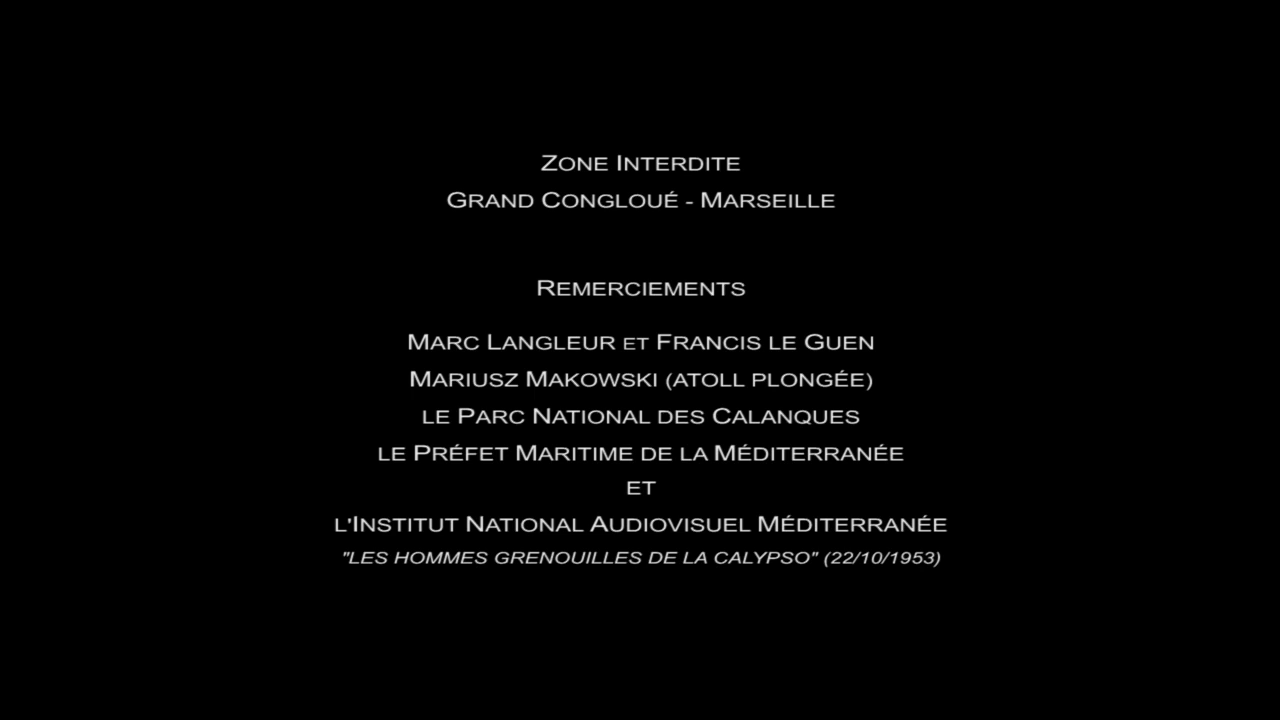 Zone Interdite
Grand Congloué - Marseille
Remerciements
Marc Langleur et Francis le Guen
Mariusz Makowski (atoll plongée)
le Parc National des Calanques
le Préfet Maritime de la Méditerranée
et
l'Institut National Audiovisuel Méditerranée
"les hommes grenouilles de la calypso" (22/10/1953)